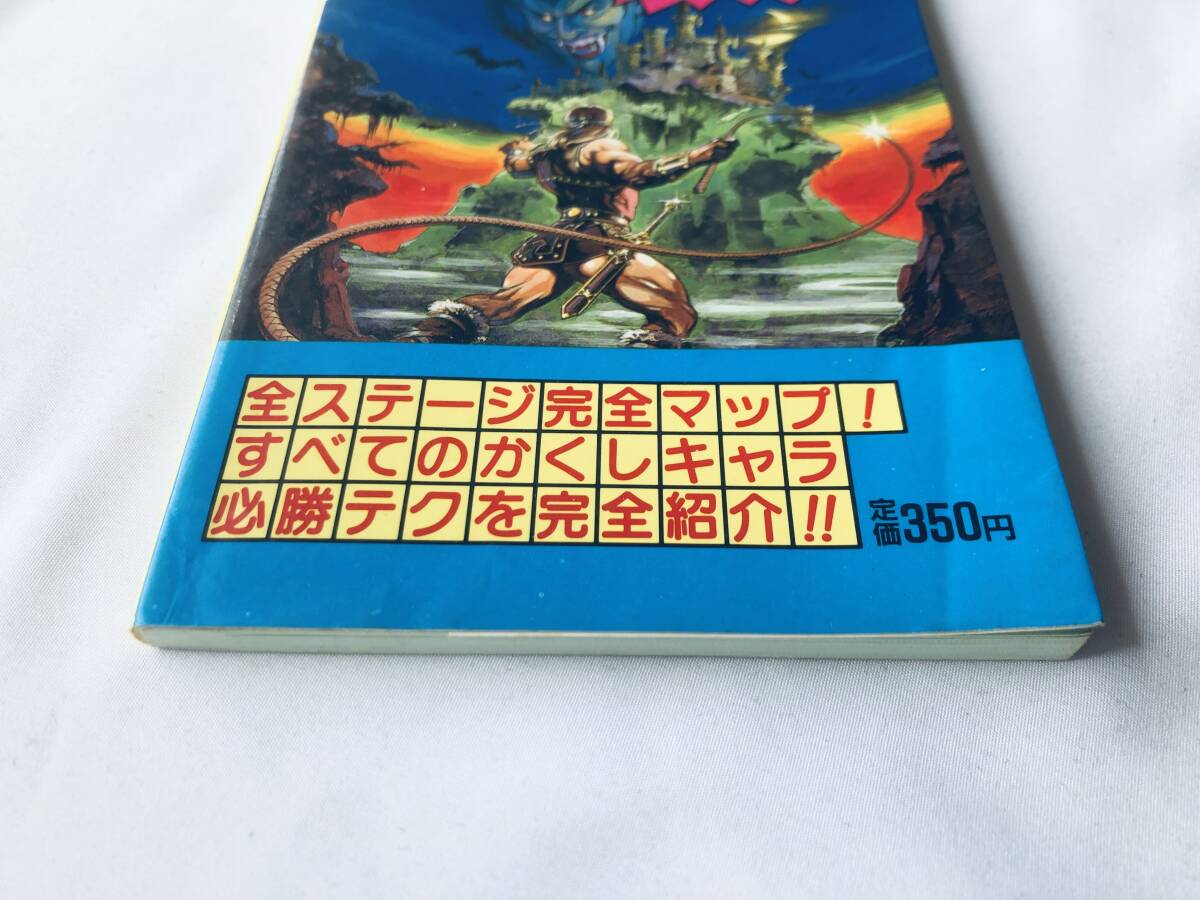 全ステージ完全マップ！
すべてのかくしキャラ
必勝テクを完全紹介!!
定価350円